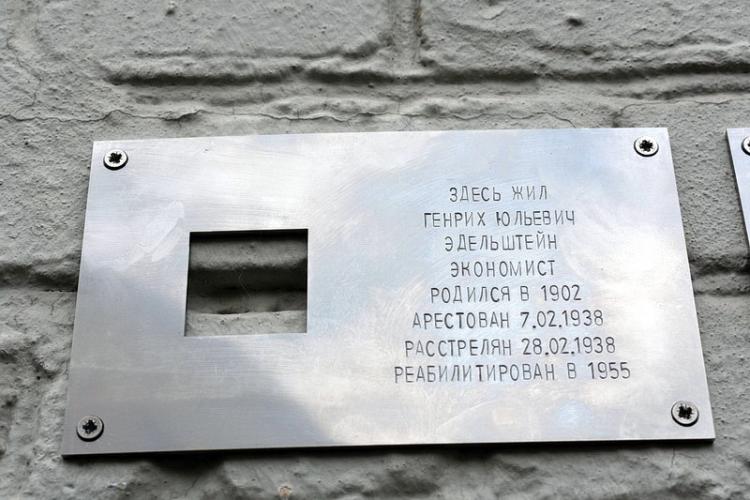 ЗДЕСЬ ЖИЛ
ГЕНРИХ ЮЛЬЕВИЧ
ЭДЕЛЬШТЕЙН
ЭКОНОМИСТ
РОДИЛСЯ В 1902
АРЕСТОВАН 7.02.1938
РАССТРЕЛЯН 28.02.1938
РЕАБИЛИТИРОВАН В 1955